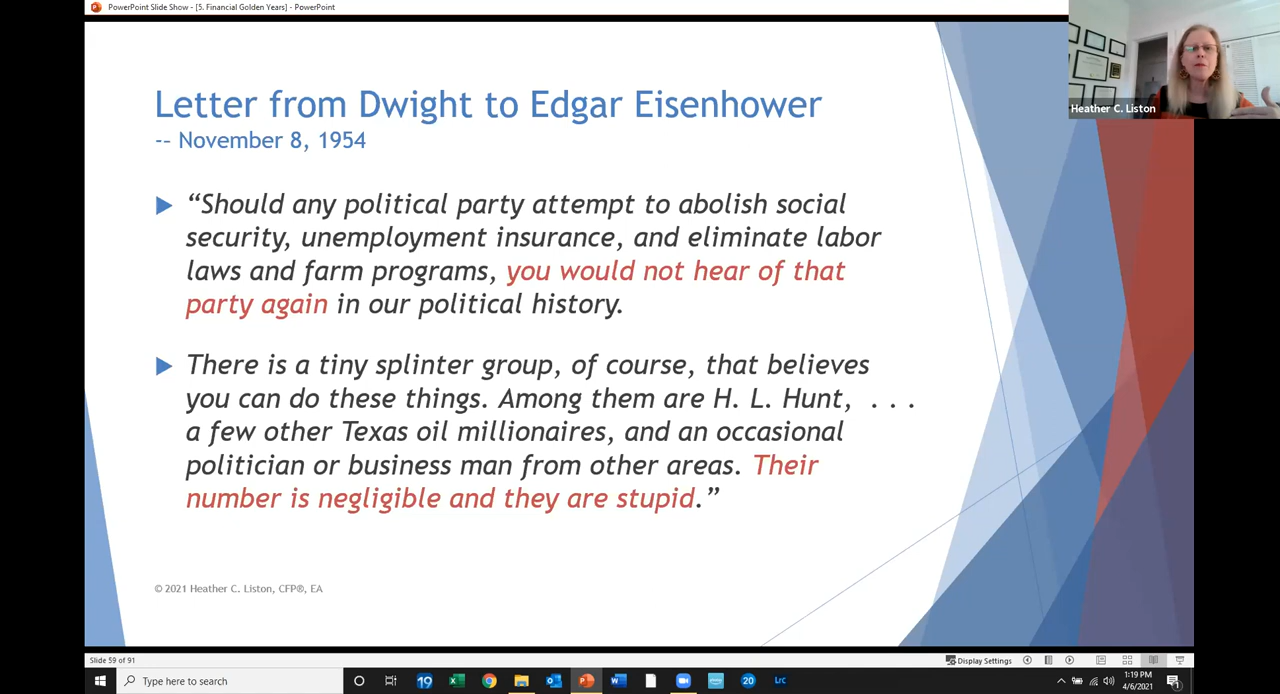 PowerPoint Slide Show - [5. Financial Golden Years] - PowerPoint
Heather C. Liston
Letter from Dwight to Edgar Eisenhower
-- November 8, 1954
“Should any political party attempt to abolish social
security, unemployment insurance, and eliminate labor
laws and farm programs, you would not hear of that
party again in our political history.
There is a tiny splinter group, of course, that believes
you can do these things. Among them are H. L. Hunt, . . .
a few other Texas oil millionaires, and an occasional
politician or business man from other areas. Their
number is negligible and they are stupid.”
© 2021 Heather C. Liston, CFP®, EA
Slide 59 of 91
Display Settings
Type here to search
19
20
Lrc
1:19 PM
4/6/2021
1